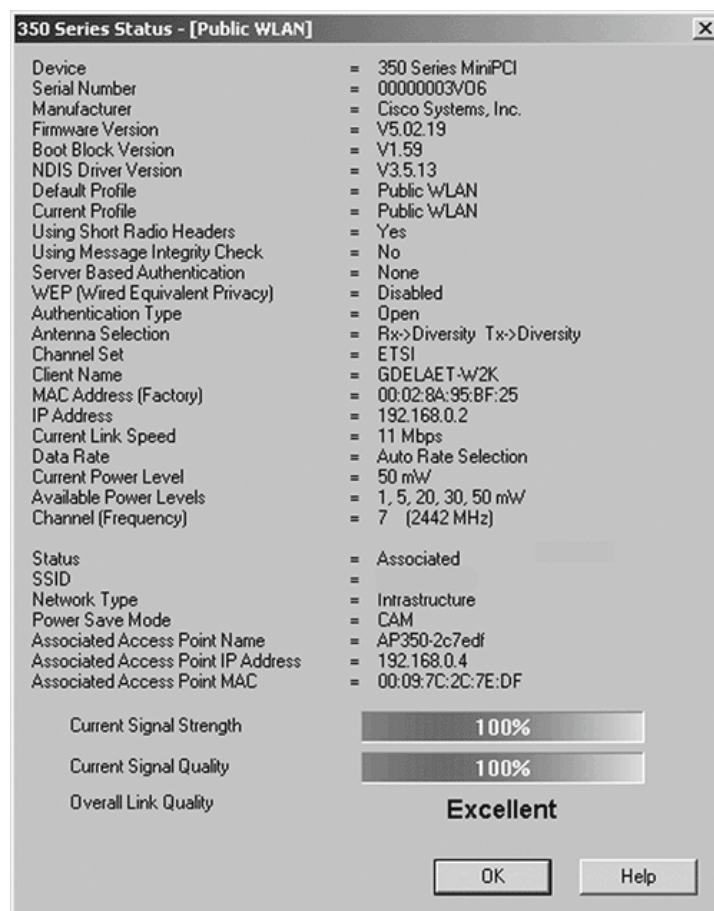 350 Series Status - [Public WLAN]
Device = 350 Series MiniPCI
Serial Number = 00000003VO6
Manufacturer = Cisco Systems, Inc.
Firmware Version = V5.02.19
Boot Block Version = V1.59
NDIS Driver Version = V3.5.13
Default Profile = Public WLAN
Current Profile = Public WLAN
Using Short Radio Headers = Yes
Using Message Integrity Check = No
Server Based Authentication = None
WEP (Wired Equivalent Privacy) = Disabled
Authentication Type = Open
Antenna Selection = Rx->Diversity Tx->Diversity
Channel Set = ETSI
Client Name = GDELAET-W2K
MAC Address (Factory) = 00:02:8A:95:BF:25
IP Address = 192.168.0.2
Current Link Speed = 11 Mbps
Data Rate = Auto Rate Selection
Current Power Level = 50 mW
Available Power Levels = 1, 5, 20, 30, 50 mW
Channel (Frequency) = 7 (2442 MHz)
Status = Associated
SSID =
Network Type = Infrastructure
Power Save Mode = CAM
Associated Access Point Name = AP350-2c7edf
Associated Access Point IP Address = 192.168.0.4
Associated Access Point MAC = 00:09:7C:2C:7E:DF
Current Signal Strength 100%
Current Signal Quality 100%
Overall Link Quality Excellent
OK Help